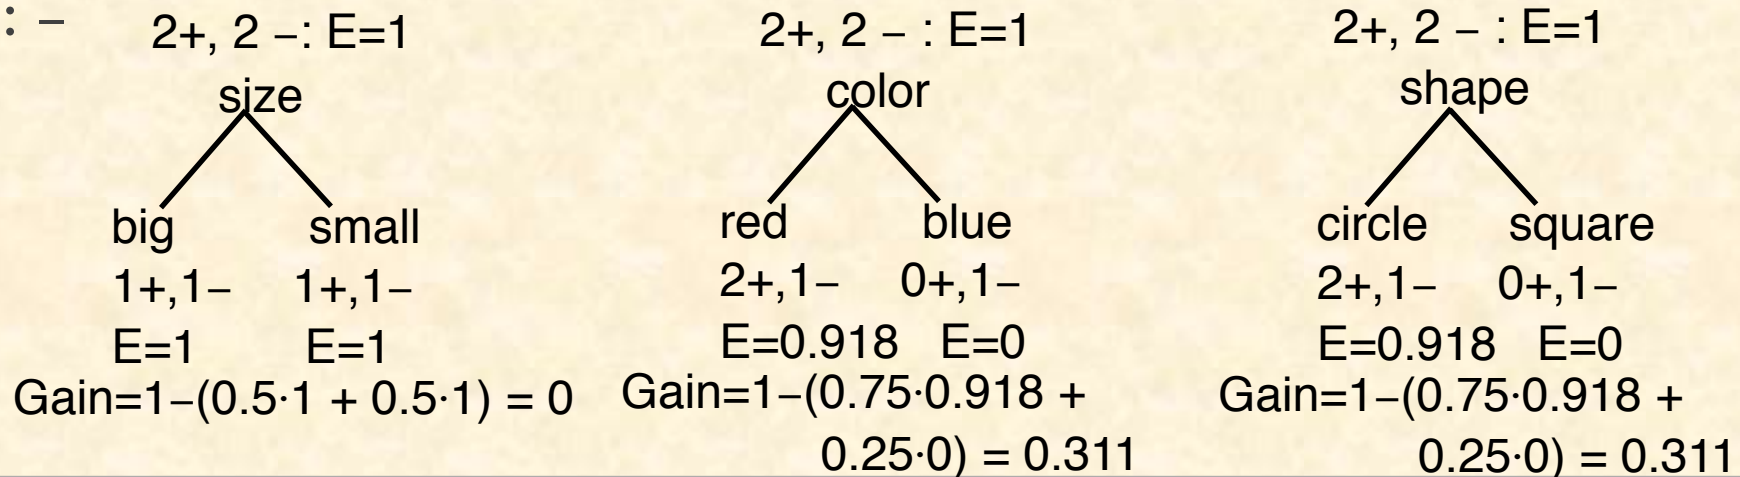 : –
2+, 2 –: E=1
size
big small
1+,1– 1+,1–
E=1 E=1
Gain=1–(0.5·1 + 0.5·1) = 0
2+, 2 – : E=1
color
red blue
2+,1– 0+,1–
E=0.918 E=0
Gain=1–(0.75·0.918 +
0.25·0) = 0.311
2+, 2 – : E=1
shape
circle square
2+,1– 0+,1–
E=0.918 E=0
Gain=1–(0.75·0.918 +
0.25·0) = 0.311